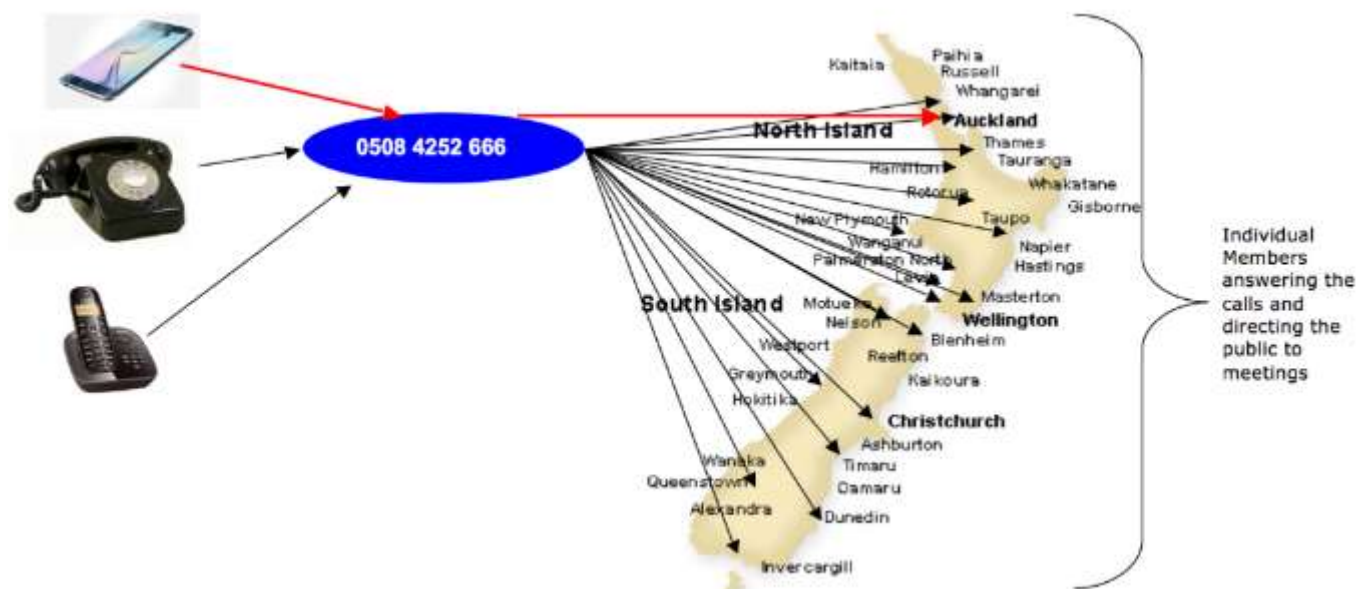 0508 4252 666
North Island
South Island
Kaitaia
Paihia
Russell
Whangarei
Auckland
Thames
Hamilton
Tauranga
Rotorua
Whakatane
Gisborne
New Plymouth
Taupo
Wanganui
Napier
Palmerston North
Hastings
Levin
Masterton
Wellington
Motueka
Nelson
Blenheim
Westport
Reefton
Greymouth
Kaikoura
Hokitika
Christchurch
Ashburton
Wanaka
Timaru
Queenstown
Oamaru
Alexandra
Dunedin
Invercargill
Individual
Members
answering the
calls and
directing the
public to
meetings